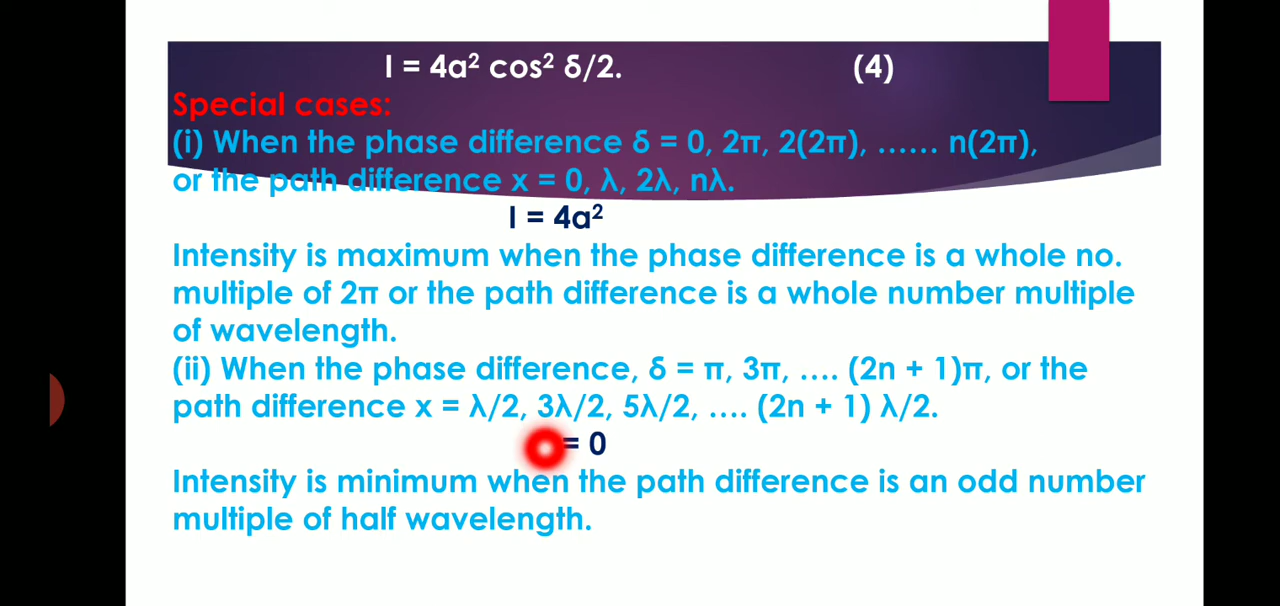 I = 4a² cos² δ/2. (4)
Special cases:
(i) When the phase difference δ = 0, 2π, 2(2π), …… n(2π),
or the path difference x = 0, λ, 2λ, nλ.
I = 4a²
Intensity is maximum when the phase difference is a whole no.
multiple of 2π or the path difference is a whole number multiple
of wavelength.
(ii) When the phase difference, δ = π, 3π, …. (2n + 1)π, or the
path difference x = λ/2, 3λ/2, 5λ/2, …. (2n + 1) λ/2.
= 0
Intensity is minimum when the path difference is an odd number
multiple of half wavelength.